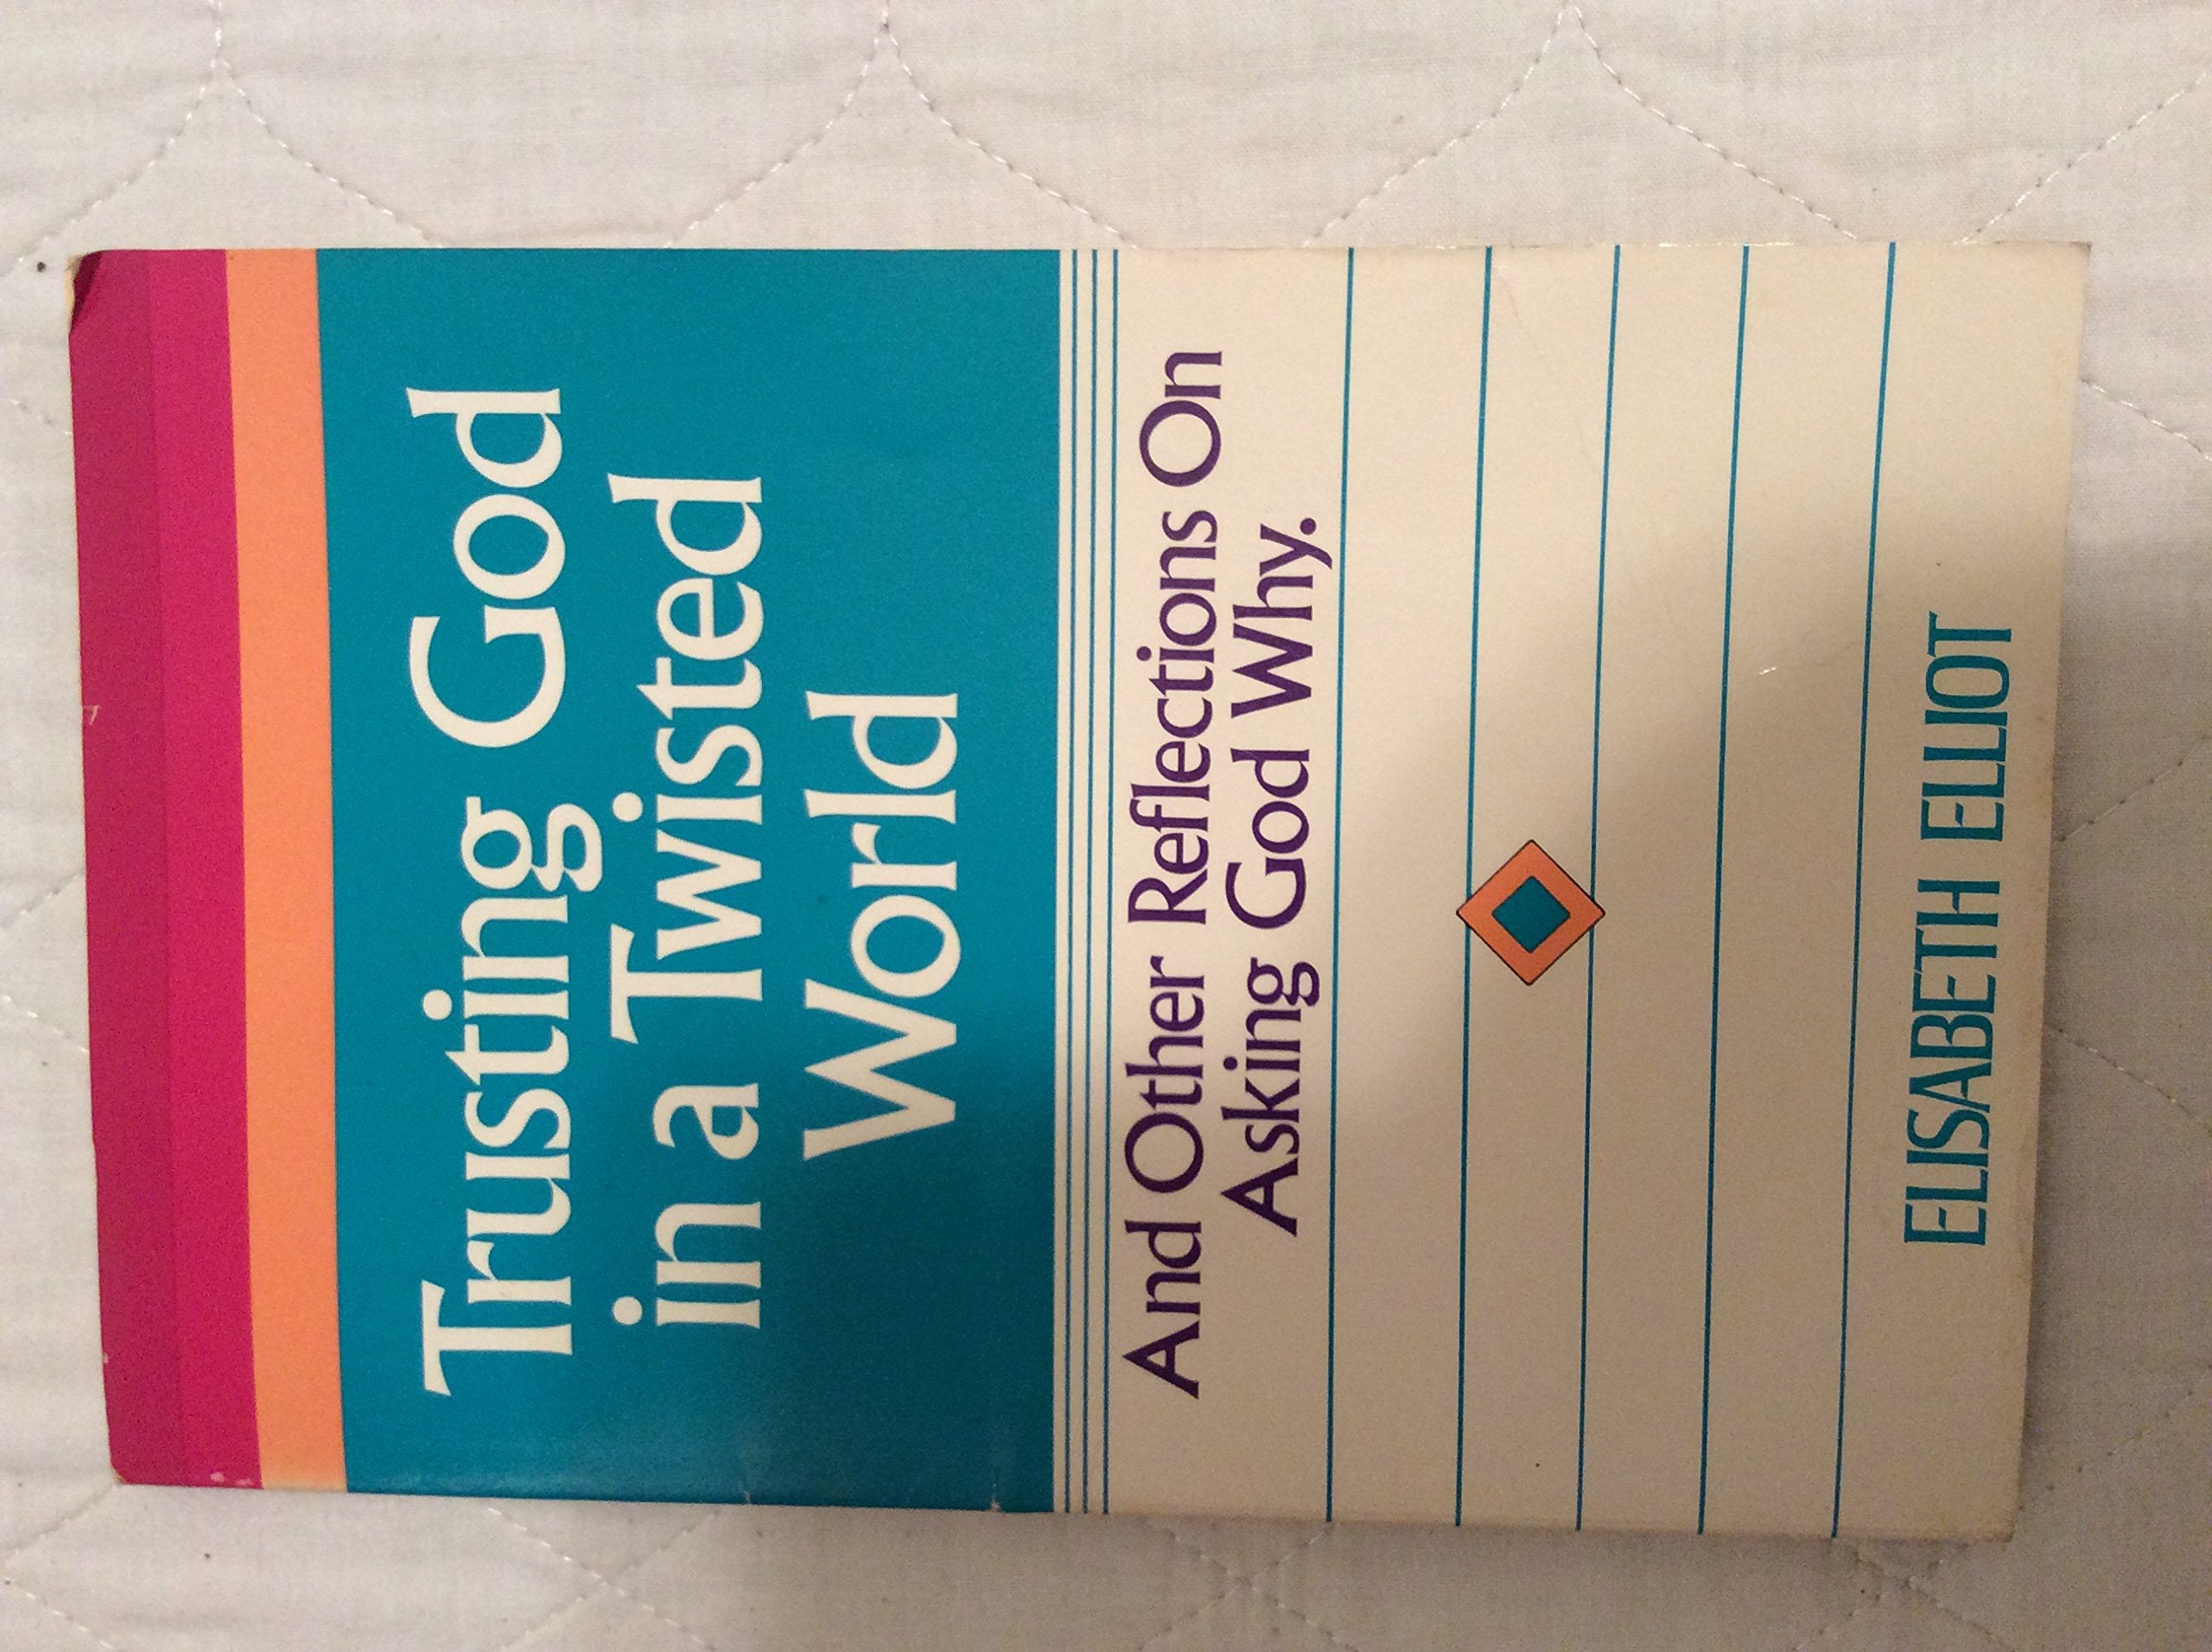 Trusting God
in a Twisted
World
And Other Reflections On
Asking God Why.
ELISABETH ELLIOT